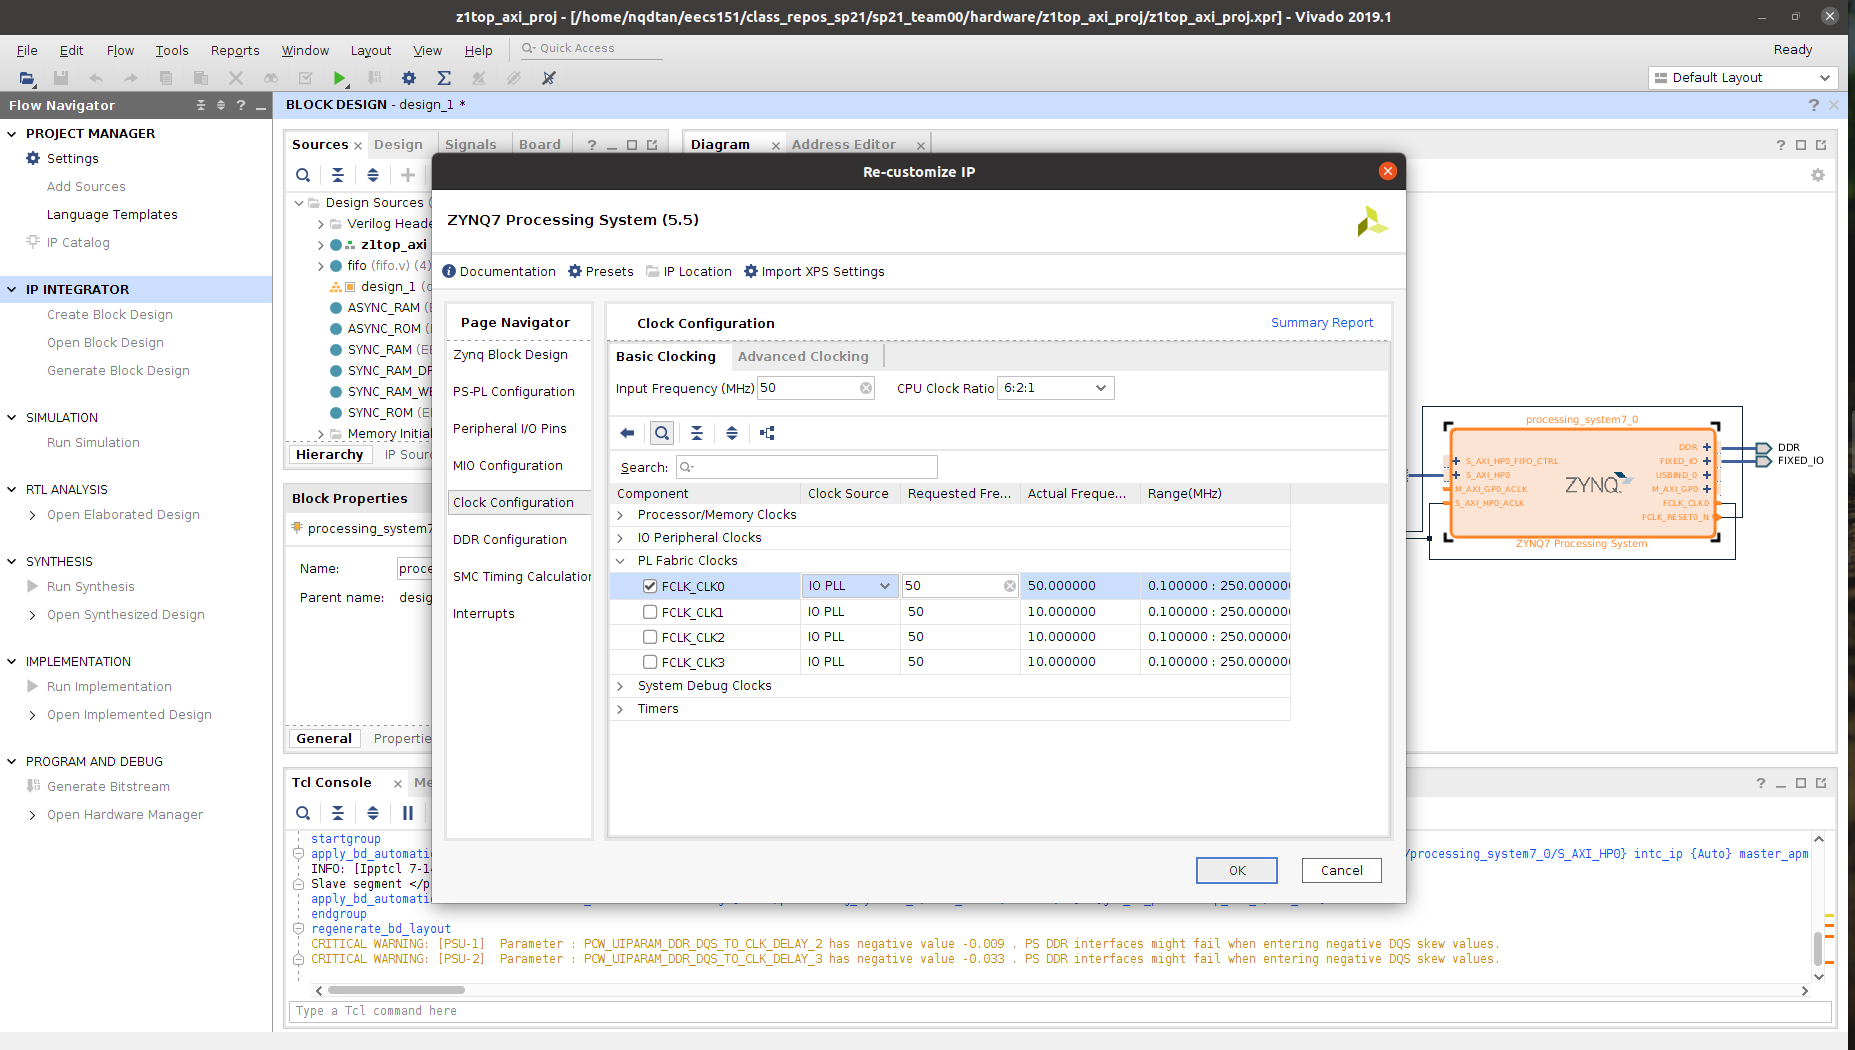 z1top_axi_proj - [/home/nqdtan/eecs151/class_repos_sp21/sp21_team00/hardware/z1top_axi_proj/z1top_axi_proj.xpr] - Vivado 2019.1
File Edit Flow Tools Reports Window Layout View Help Quick Access
Ready
Default Layout
Flow Navigator
BLOCK DESIGN - design_1 *
PROJECT MANAGER
Settings
Add Sources
Language Templates
IP Catalog
IP INTEGRATOR
Create Block Design
Open Block Design
Generate Block Design
SIMULATION
Run Simulation
RTL ANALYSIS
Open Elaborated Design
SYNTHESIS
Run Synthesis
Open Synthesized Design
IMPLEMENTATION
Run Implementation
Open Implemented Design
PROGRAM AND DEBUG
Generate Bitstream
Open Hardware Manager
Sources Design Signals Board
Design Sources (
Verilog Heade
z1top_axi
fifo (fifo.v) (4)
design_1 (
ASYNC_RAM (
ASYNC_ROM (
SYNC_RAM (EE
SYNC_RAM_DP
SYNC_RAM_WE
SYNC_ROM (EE
Memory Initial
Hierarchy IP Sour
Block Properties
processing_system7
Name: proce
Parent name: desig
General Propertie
Diagram Address Editor
processing_system7_0
S_AXI_HP0_FIFO_CTRL
S_AXI_HP0
M_AXI_GP0_ACLK
S_AXI_HP0_ACLK
ZYNQ
DDR
FIXED_IO
USBIND_0
M_AXI_GP0
FCLK_CLK0
FCLK_RESET0_N
ZYNQ7 Processing System
DDR
FIXED_IO
Re-customize IP
ZYNQ7 Processing System (5.5)
Documentation Presets IP Location Import XPS Settings
Page Navigator
Zynq Block Design
PS-PL Configuration
Peripheral I/O Pins
MIO Configuration
Clock Configuration
DDR Configuration
SMC Timing Calculation
Interrupts
Clock Configuration
Summary Report
Basic Clocking Advanced Clocking
Input Frequency (MHz) 50 CPU Clock Ratio 6:2:1
Search:
Component Clock Source Requested Fre... Actual Freque... Range(MHz)
Processor/Memory Clocks
IO Peripheral Clocks
PL Fabric Clocks
FCLK_CLK0 IO PLL 50 50.000000 0.100000 : 250.000000
FCLK_CLK1 IO PLL 50 10.000000 0.100000 : 250.000000
FCLK_CLK2 IO PLL 50 10.000000 0.100000 : 250.000000
FCLK_CLK3 IO PLL 50 10.000000 0.100000 : 250.000000
System Debug Clocks
Timers
OK Cancel
Tcl Console Me
startgroup
apply_bd_automati /processing_system7_0/S_AXI_HP0} intc_ip {Auto} master_apm
INFO: [Ipptcl 7-14
Slave segment </p
apply_bd_automati
endgroup
regenerate_bd_layout
CRITICAL WARNING: [PSU-1] Parameter : PCW_UIPARAM_DDR_DQS_TO_CLK_DELAY_2 has negative value -0.009 . PS DDR interfaces might fail when entering negative DQS skew values.
CRITICAL WARNING: [PSU-2] Parameter : PCW_UIPARAM_DDR_DQS_TO_CLK_DELAY_3 has negative value -0.033 . PS DDR interfaces might fail when entering negative DQS skew values.
Type a Tcl command here